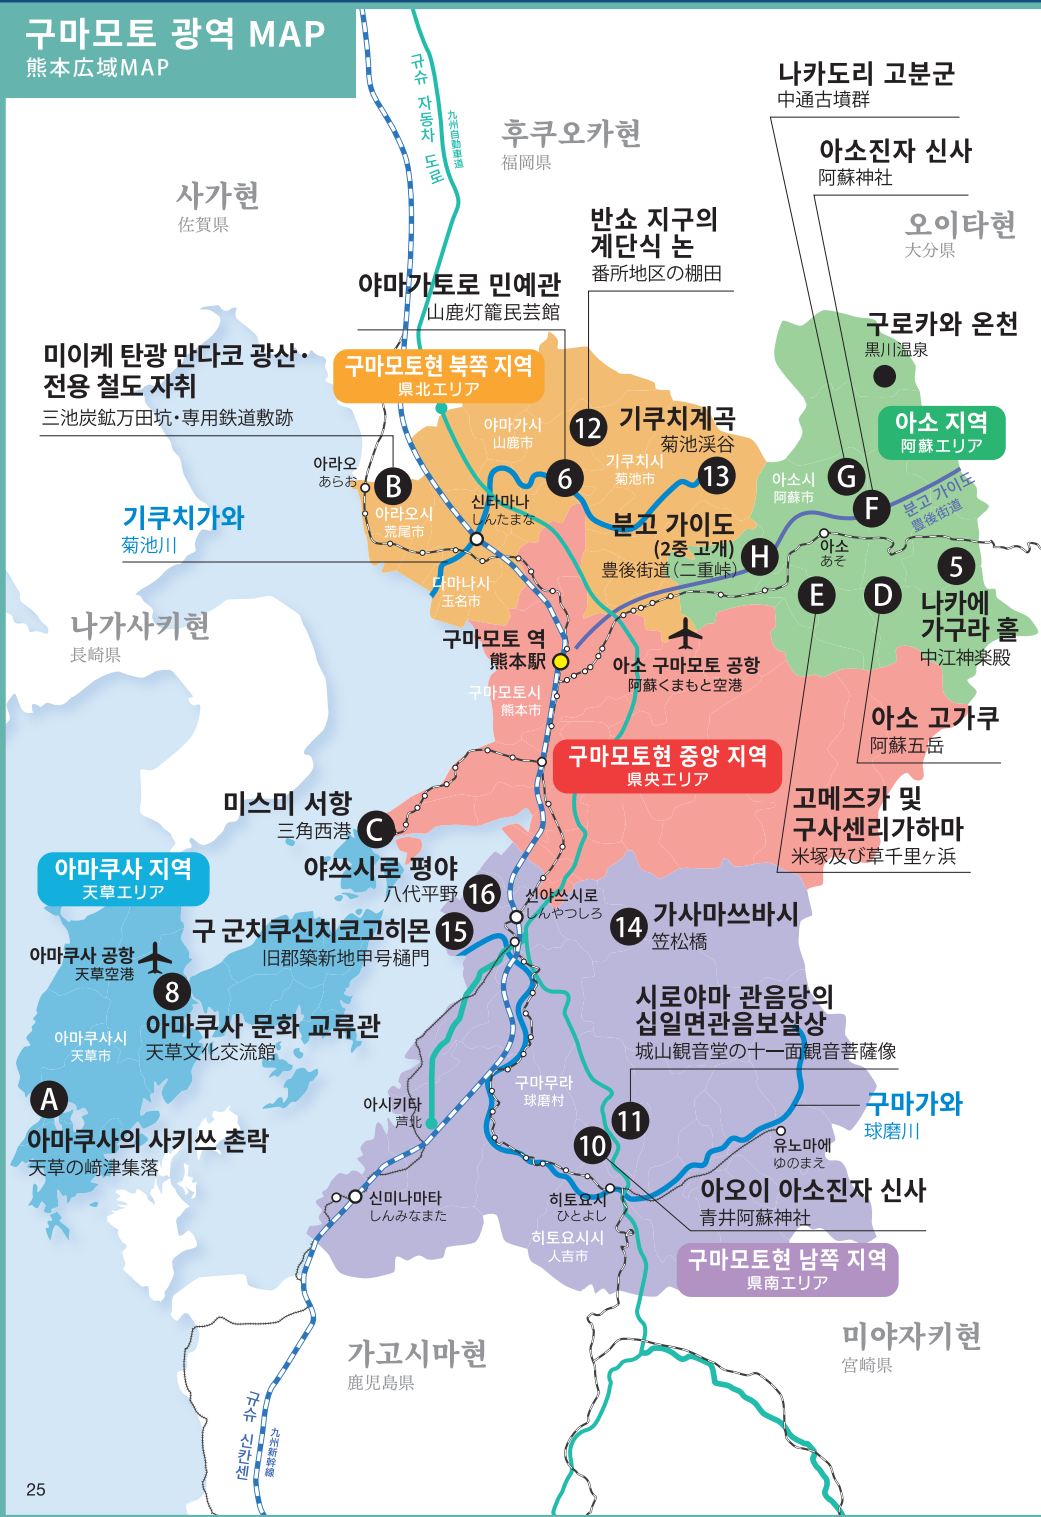 구마모토 광역 MAP
熊本広域MAP
규슈 자동차 도로
九州自動車道
후쿠오카현
福岡県
사가현
佐賀県
나카도리 고분군
中通古墳群
아소진자 신사
阿蘇神社
오이타현
大分県
반쇼 지구의
계단식 논
番所地区の棚田
야마가토로 민예관
山鹿灯籠民芸館
구로카와 온천
黒川温泉
미이케 탄광 만다코 광산·
전용 철도 자취
三池炭鉱万田坑・専用鉄道敷跡
구마모토현 북쪽 지역
県北エリア
아소 지역
阿蘇エリア
야마가시
山鹿市
12
기쿠치계곡
菊池渓谷
기쿠치시
菊池市
13
6
아라오
あらお
B
아라오시
荒尾市
신타마나
しんたまな
아소시
阿蘇市
G
F
분고 가이도
豊後街道
기쿠치가와
菊池川
분고 가이도
(2중 고개)
豊後街道(二重峠)
H
아소
あそ
5
나카에
가구라 홀
中江神楽殿
E
D
다마나시
玉名市
나가사키현
長崎県
구마모토 역
熊本駅
아소 구마모토 공항
阿蘇くまもと空港
구마모토시
熊本市
아소 고가쿠
阿蘇五岳
구마모토현 중앙 지역
県央エリア
고메즈카 및
구사센리가하마
米塚及び草千里ヶ浜
미스미 서항
三角西港
C
아마쿠사 지역
天草エリア
야쓰시로 평야
八代平野
16
신야쓰시로
しんやつしろ
구 군치쿠신치코고히몬
旧郡築新地甲号樋門
15
14
가사마쓰바시
笠松橋
아마쿠사 공항
天草空港
8
아마쿠사 문화 교류관
天草文化交流館
아마쿠사시
天草市
시로야마 관음당의
십일면관음보살상
城山観音堂の十一面観音菩薩像
구마무라
球磨村
A
아마쿠사의 사키쓰 촌락
天草の﨑津集落
아시키타
芦北
11
10
구마가와
球磨川
유노마에
ゆのまえ
신미나마타
しんみなまた
히토요시
ひとよし
아오이 아소진자 신사
青井阿蘇神社
히토요시시
人吉市
구마모토현 남쪽 지역
県南エリア
가고시마현
鹿児島県
미야자키현
宮崎県
규슈 신칸센
九州新幹線
25